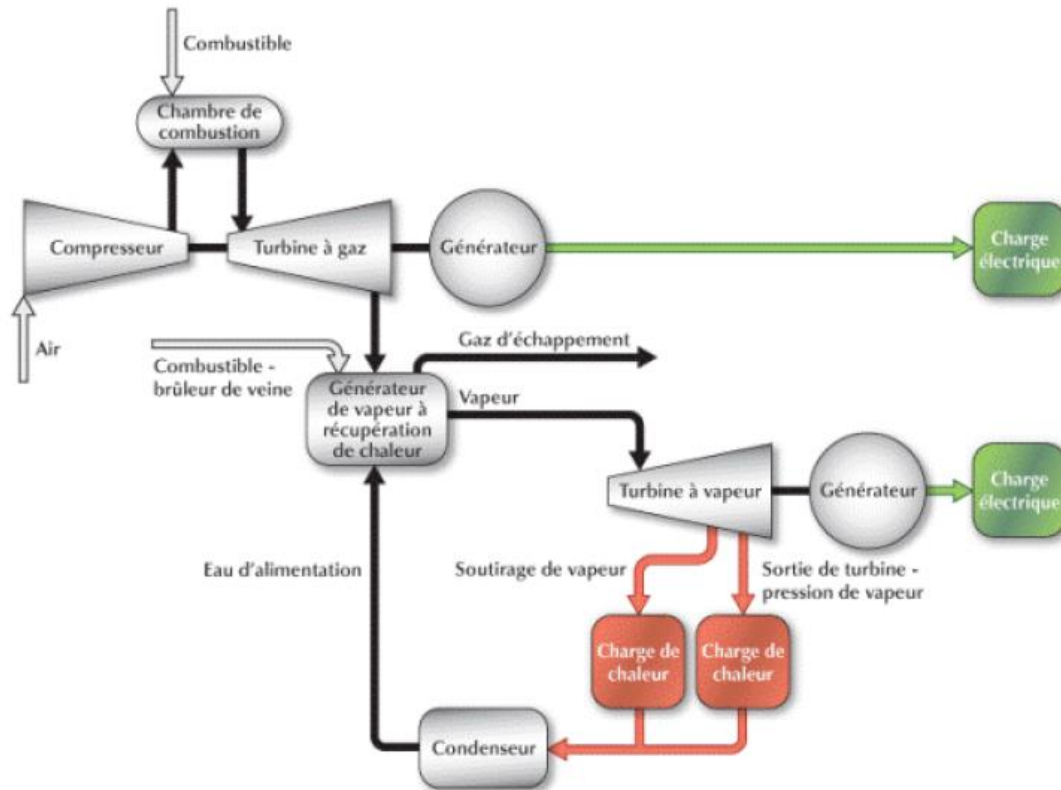 Combustible
Chambre de
combustion
Compresseur
Turbine à gaz
Générateur
Charge
électrique
Air
Combustible -
brûleur de veine
Gaz d'échappement
Générateur
de vapeur à
récupération
de chaleur
Vapeur
Turbine à vapeur
Générateur
Charge
électrique
Eau d'alimentation
Soutirage de vapeur
Sortie de turbine -
pression de vapeur
Charge de
chaleur
Charge de
chaleur
Condenseur